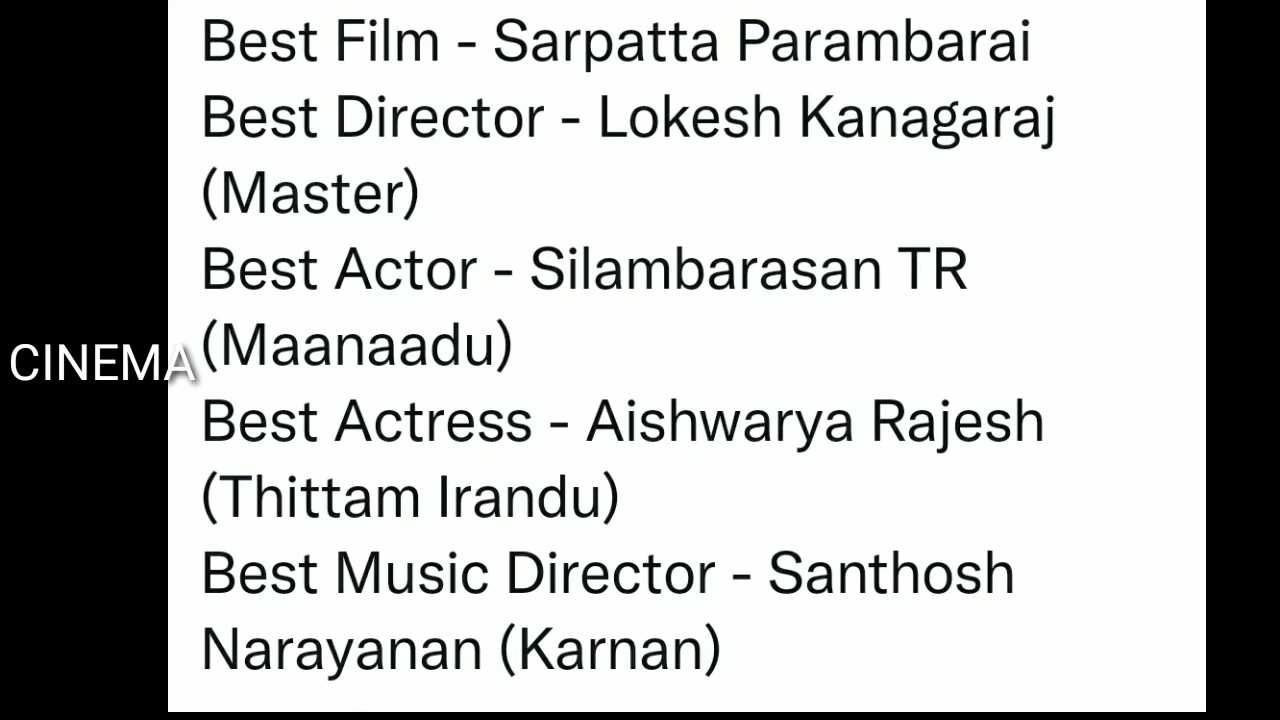 Best Film - Sarpatta Parambarai
Best Director - Lokesh Kanagaraj
(Master)
Best Actor - Silambarasan TR
(Maanaadu)
CINEMA
Best Actress - Aishwarya Rajesh
(Thittam Irandu)
Best Music Director - Santhosh
Narayanan (Karnan)